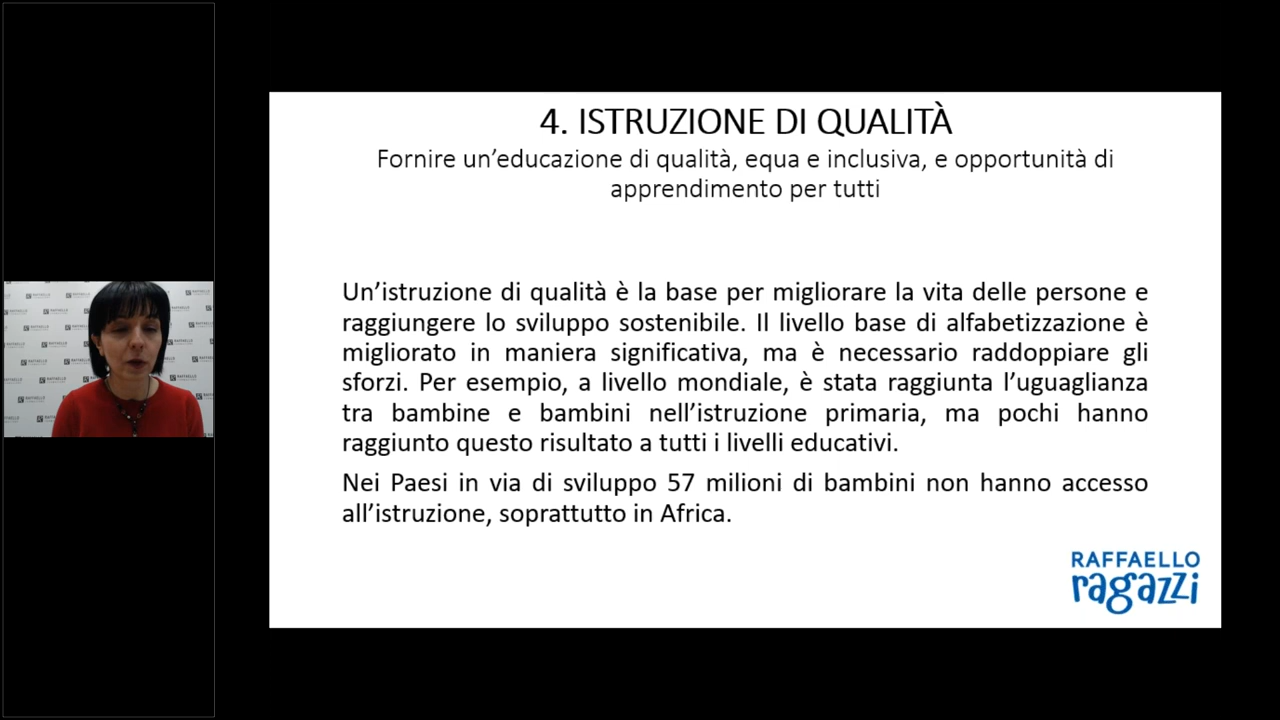 4. ISTRUZIONE DI QUALITÀ
Fornire un’educazione di qualità, equa e inclusiva, e opportunità di
apprendimento per tutti
Un’istruzione di qualità è la base per migliorare la vita delle persone e
raggiungere lo sviluppo sostenibile. Il livello base di alfabetizzazione è
migliorato in maniera significativa, ma è necessario raddoppiare gli
sforzi. Per esempio, a livello mondiale, è stata raggiunta l’uguaglianza
tra bambine e bambini nell’istruzione primaria, ma pochi hanno
raggiunto questo risultato a tutti i livelli educativi.
Nei Paesi in via di sviluppo 57 milioni di bambini non hanno accesso
all’istruzione, soprattutto in Africa.
RAFFAELLO
ragazzi